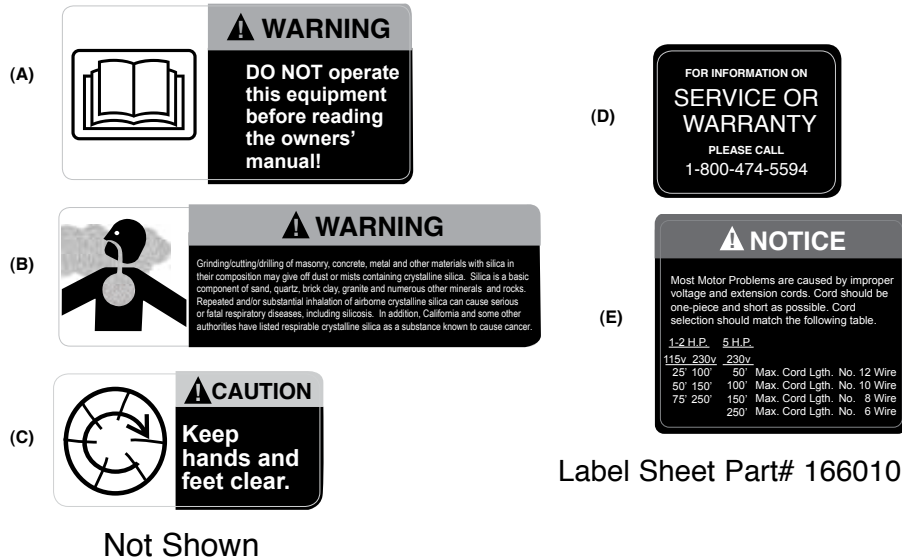 (A)
WARNING
DO NOT operate
this equipment
before reading
the owners'
manual!
(B)
WARNING
Grinding/cutting/drilling of masonry, concrete, metal and other materials with silica in
their composition may give off dust or mists containing crystalline silica. Silica is a basic
component of sand, quartz, brick clay, granite and numerous other minerals and rocks.
Repeated and/or substantial inhalation of airborne crystalline silica can cause serious
or fatal respiratory diseases, including silicosis. In addition, California and some other
authorities have listed respirable crystalline silica as a substance known to cause cancer.
(C)
CAUTION
Keep
hands and
feet clear.
Not Shown
(D)
FOR INFORMATION ON
SERVICE OR
WARRANTY
PLEASE CALL
1-800-474-5594
(E)
NOTICE
Most Motor Problems are caused by improper
voltage and extension cords. Cord should be
one-piece and short as possible. Cord
selection should match the following table.
1-2 H.P. 5 H.P.
115v 230v 230v
25' 100' 50' Max. Cord Lgth. No. 12 Wire
50' 150' 100' Max. Cord Lgth. No. 10 Wire
75' 250' 150' Max. Cord Lgth. No. 8 Wire
250' Max. Cord Lgth. No. 6 Wire
Label Sheet Part# 166010